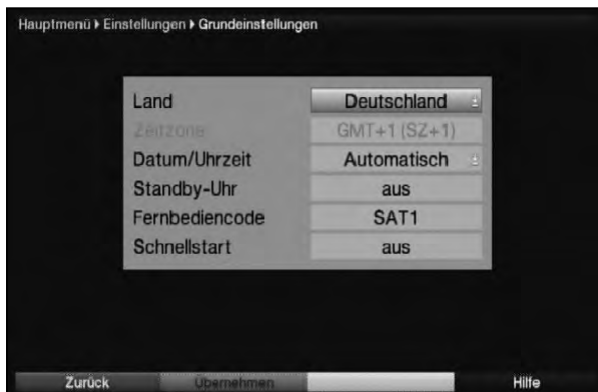 Hauptmenü ▸ Einstellungen ▸ Grundeinstellungen
Land Deutschland
Zeitzone GMT+1 (SZ+1)
Datum/Uhrzeit Automatisch
Standby-Uhr aus
Fernbediencode SAT1
Schnellstart aus
Zurück Übernehmen Hilfe